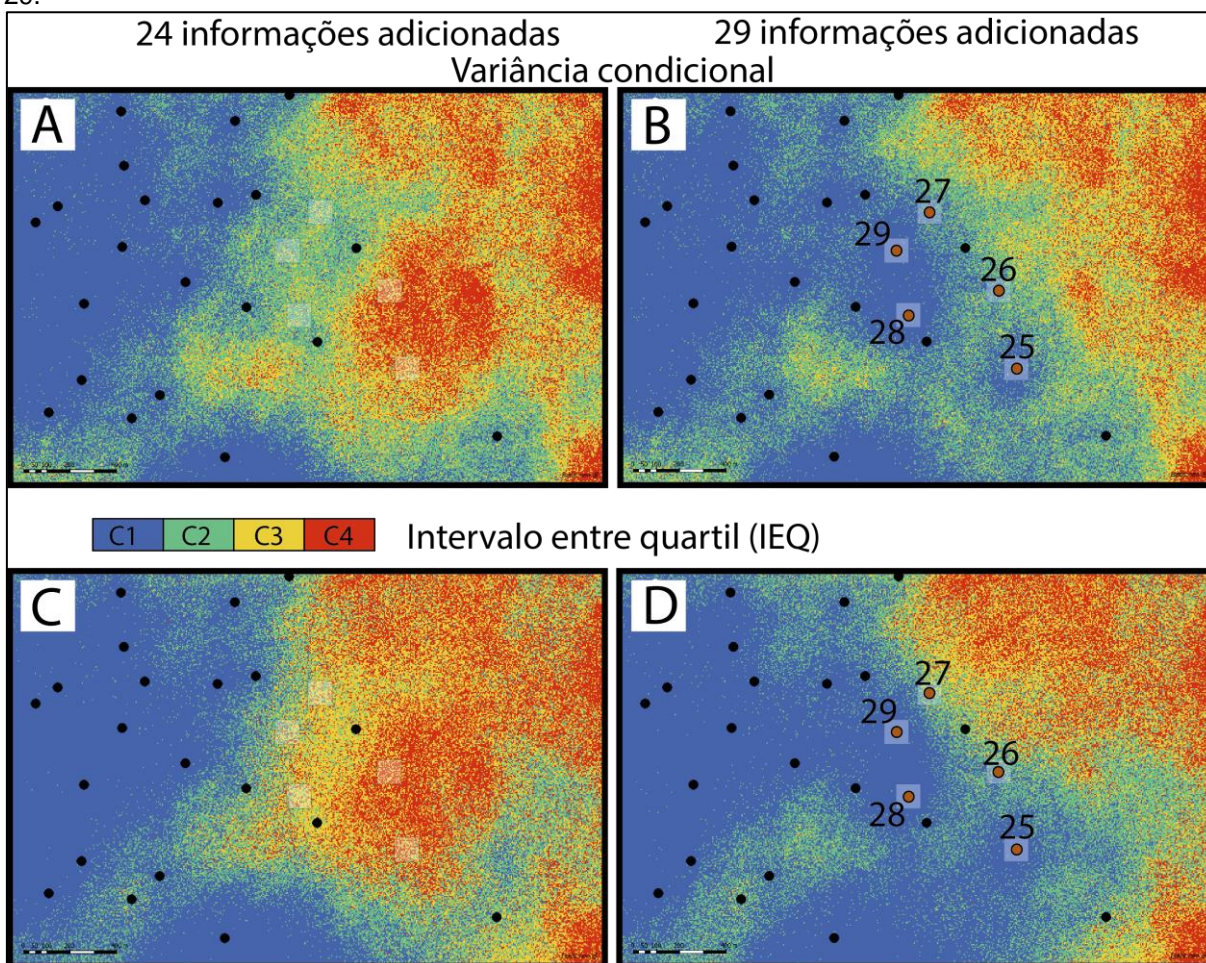 24 informações adicionadas 29 informações adicionadas
Variância condicional
A B
27
29
26
28
25
C1 C2 C3 C4 Intervalo entre quartil (IEQ)
C D
27
29
26
28
25